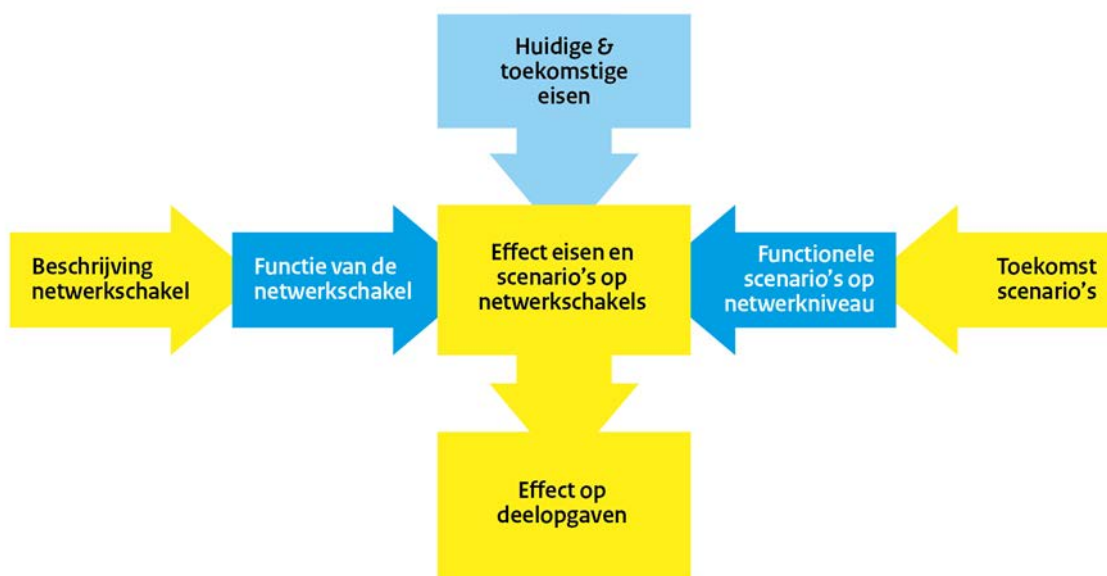 Huidige &
toekomstige
eisen
Beschrijving
netwerkschakel
Functie van de
netwerkschakel
Effect eisen en
scenario's op
netwerkschakels
Functionele
scenario's op
netwerkniveau
Toekomst
scenario's
Effect op
deelopgaven